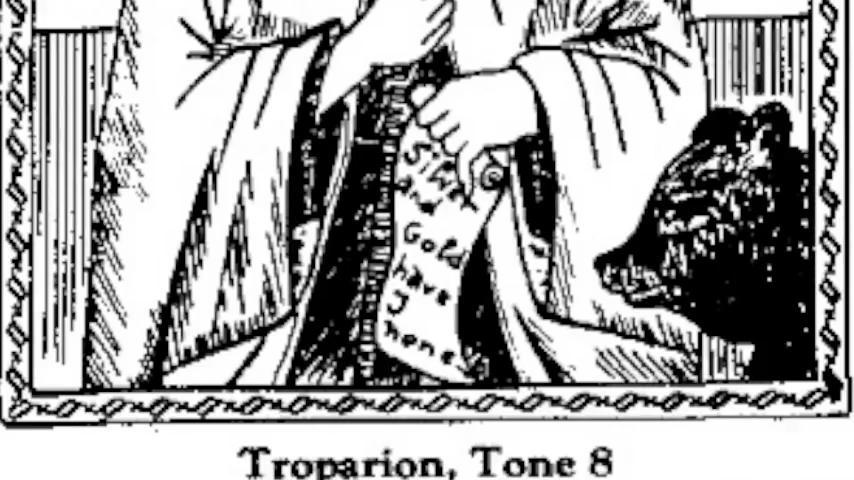 Silver
and
Gold
have
I
none
Troparion, Tone 8